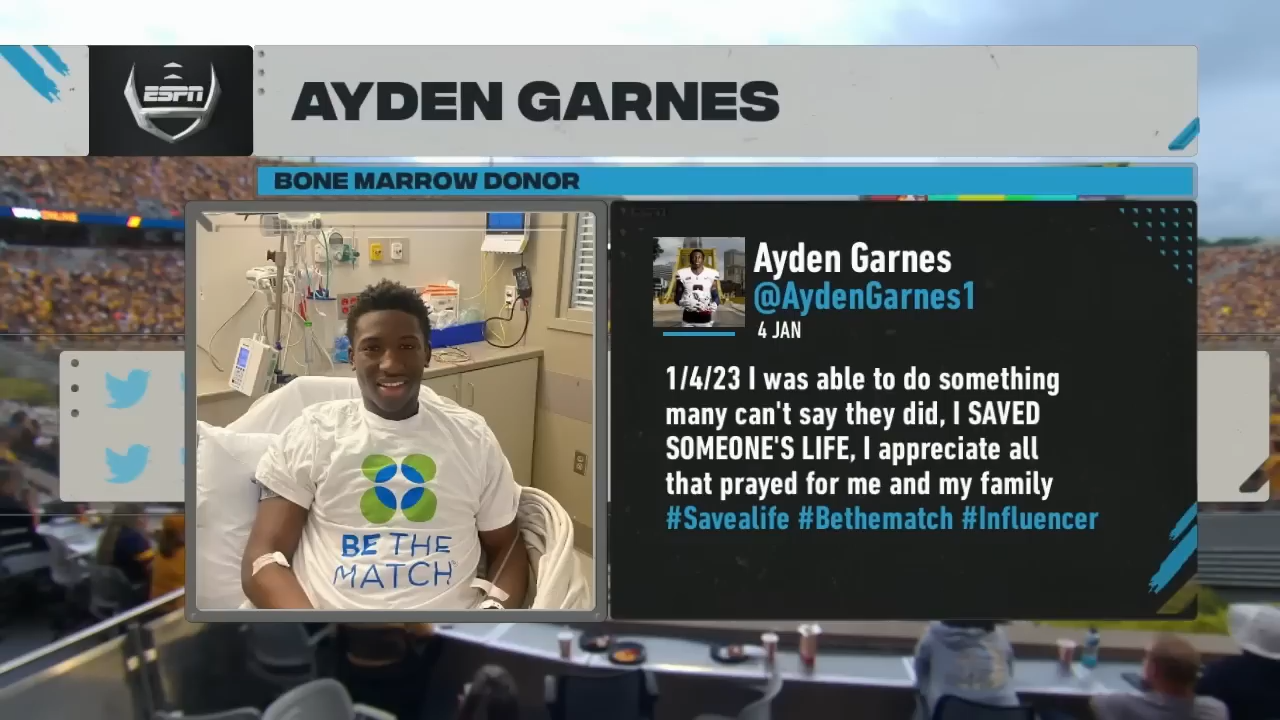 ESPN
AYDEN GARNES
BONE MARROW DONOR
Ayden Garnes
@AydenGarnes1
4 JAN
1/4/23 I was able to do something
many can't say they did, I SAVED
SOMEONE'S LIFE, I appreciate all
that prayed for me and my family
#Savealife #Bethematch #Influencer
BE THE
MATCH